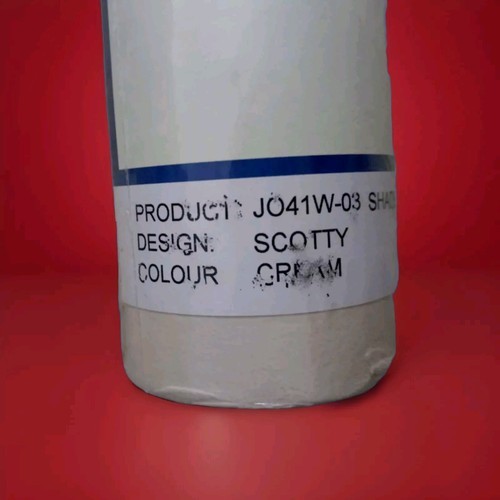 PRODUCT: JO41W-03
DESIGN: SCOTTY
COLOUR CREAM